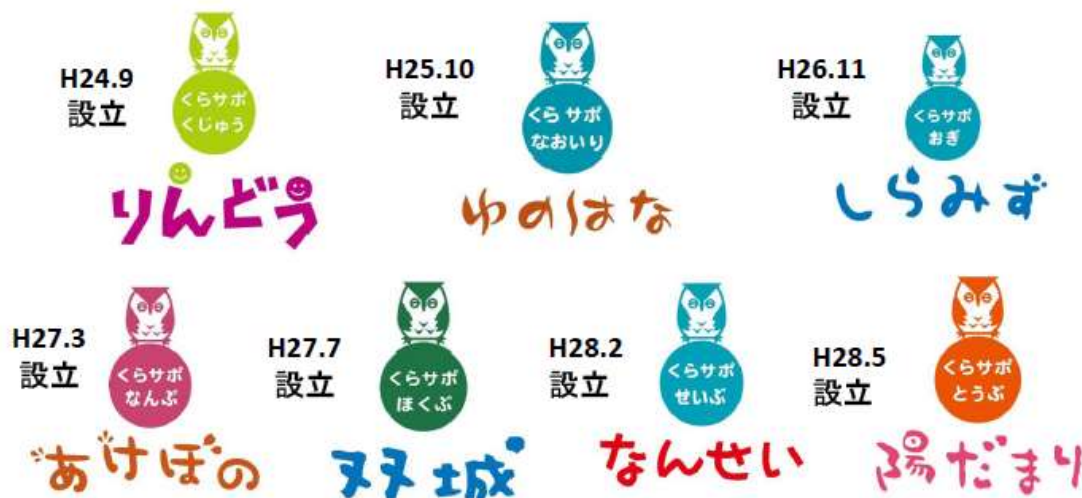 H24.9
設立
くらサポ
くじゅう
りんどう
H25.10
設立
くらサポ
なおいり
ゆのはな
H26.11
設立
くらサポ
おぎ
しらみず
H27.3
設立
くらサポ
なんぶ
あけぼの
H27.7
設立
くらサポ
ほくぶ
双城
H28.2
設立
くらサポ
せいぶ
なんせい
H28.5
設立
くらサポ
とうぶ
陽だまり